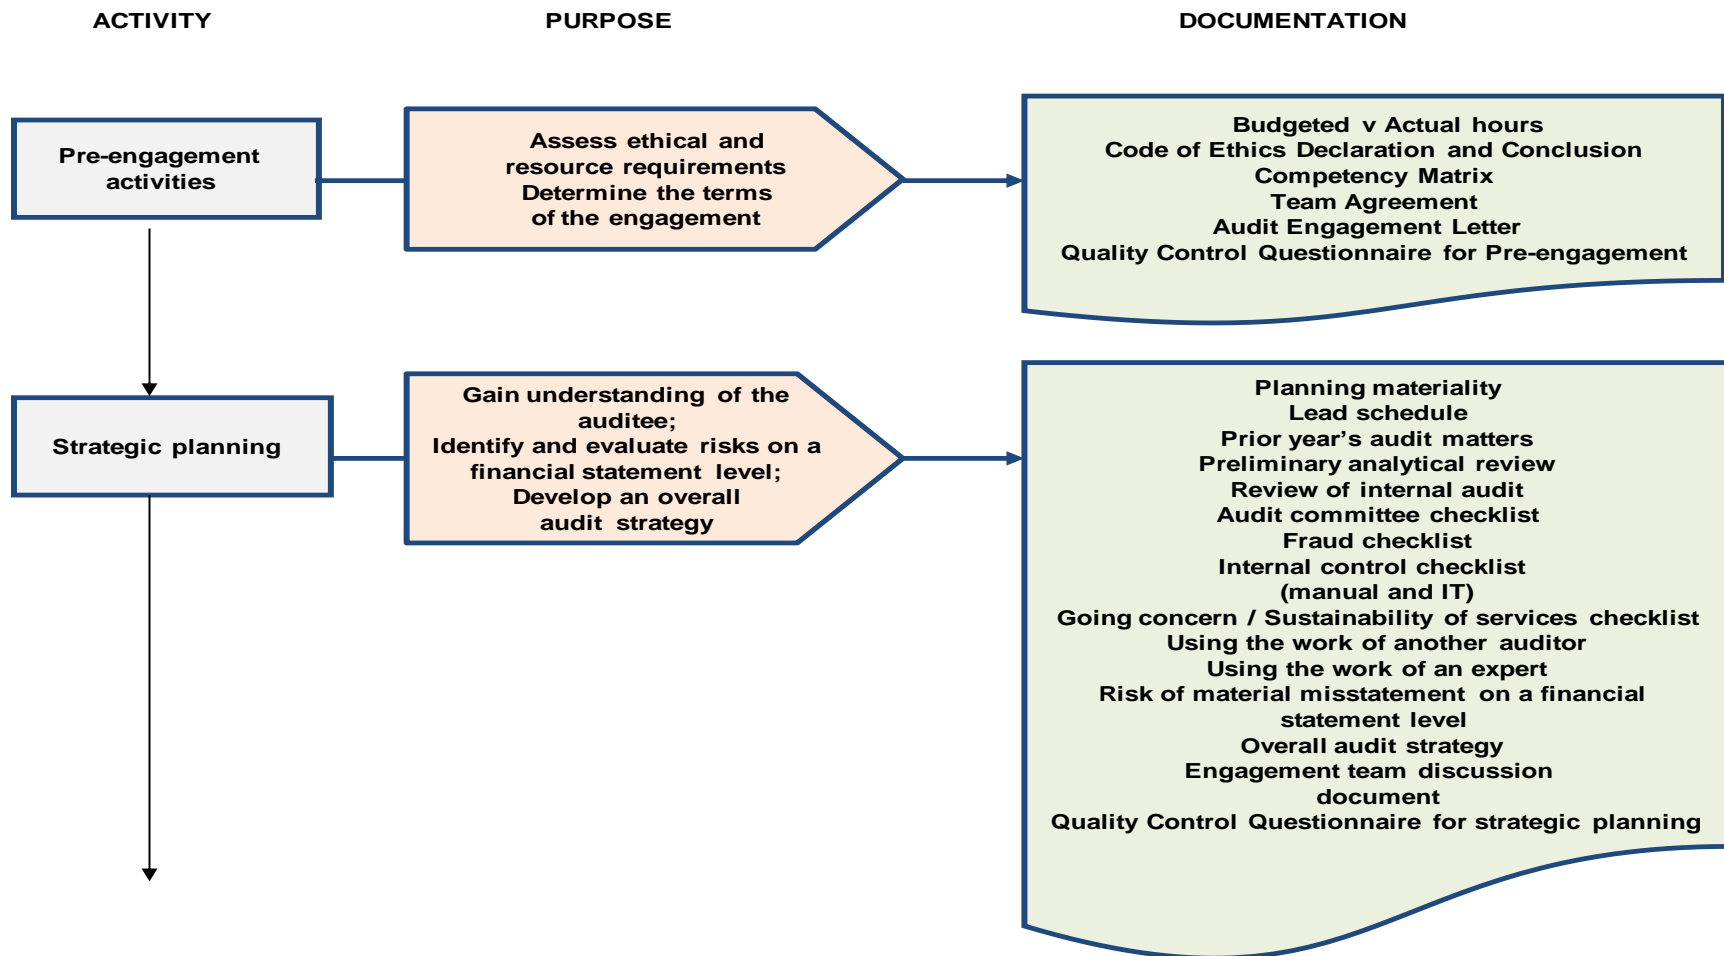 ACTIVITY
PURPOSE
DOCUMENTATION
Pre-engagement
activities
Assess ethical and
resource requirements
Determine the terms
of the engagement
Budgeted v Actual hours
Code of Ethics Declaration and Conclusion
Competency Matrix
Team Agreement
Audit Engagement Letter
Quality Control Questionnaire for Pre-engagement
Strategic planning
Gain understanding of the
auditee;
Identify and evaluate risks on a
financial statement level;
Develop an overall
audit strategy
Planning materiality
Lead schedule
Prior year’s audit matters
Preliminary analytical review
Review of internal audit
Audit committee checklist
Fraud checklist
Internal control checklist
(manual and IT)
Going concern / Sustainability of services checklist
Using the work of another auditor
Using the work of an expert
Risk of material misstatement on a financial
statement level
Overall audit strategy
Engagement team discussion
document
Quality Control Questionnaire for strategic planning